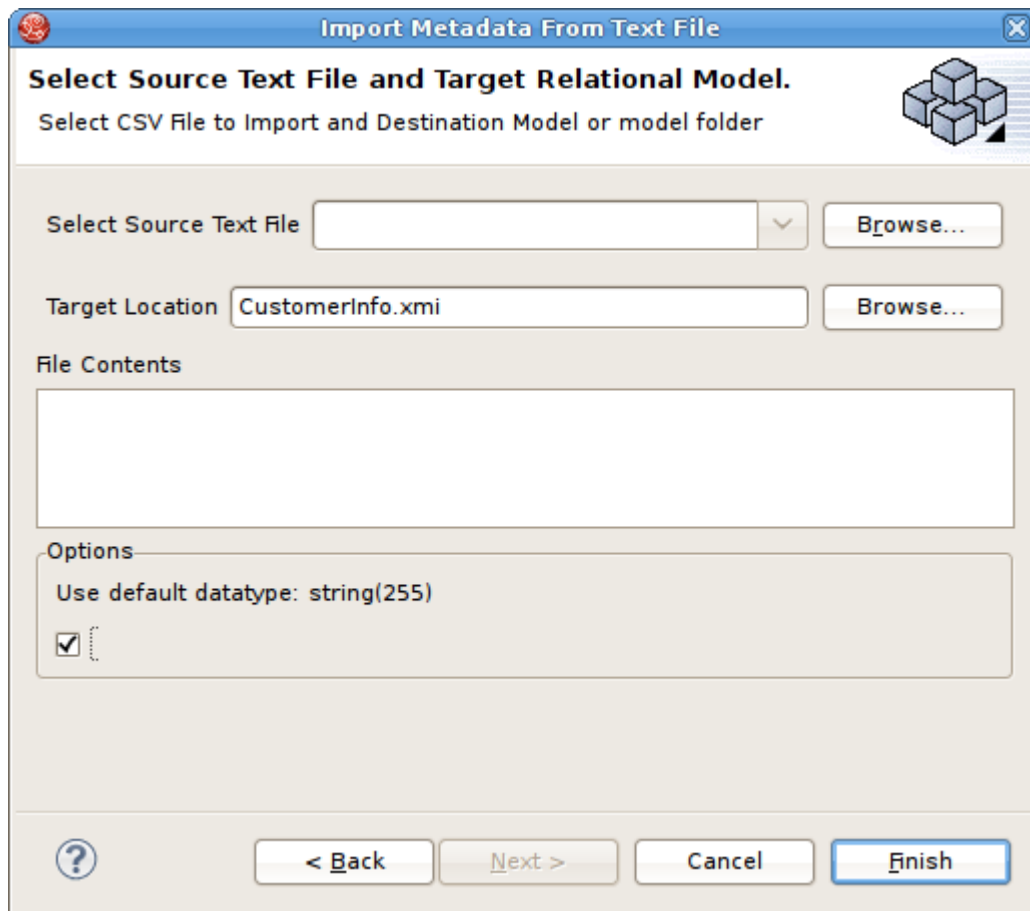 Import Metadata From Text File
Select Source Text File and Target Relational Model.
Select CSV File to Import and Destination Model or model folder
Select Source Text File
Browse...
Target Location
CustomerInfo.xmi
Browse...
File Contents
Options
Use default datatype: string(255)
?
< Back
Next >
Cancel
Finish